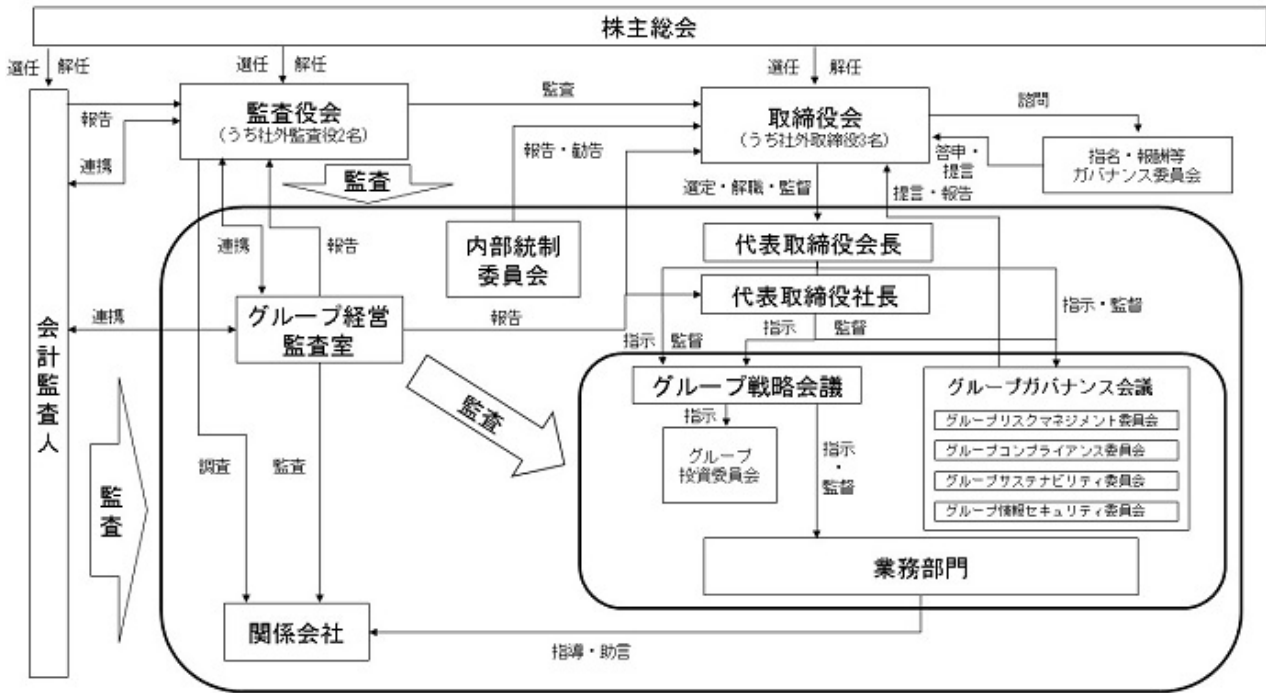 株主総会
選任 解任
選任 解任
選任 解任
監査役会
(うち社外監査役2名)
監査
取締役会
(うち社外取締役3名)
諮問
報告
連携
報告・勧告
答申・
提言
指名・報酬等
ガバナンス委員会
監査
選定・解職・監督
提言・報告
連携
報告
内部統制
委員会
代表取締役会長
代表取締役社長
連携
グループ経営
監査室
報告
指示・監督
指示 監督
指示 監督
会計監査人
監査
グループ戦略会議
グループガバナンス会議
指示
グループリスクマネジメント委員会
グループコンプライアンス委員会
グループサステナビリティ委員会
グループ情報セキュリティ委員会
グループ
投資委員会
指示
・
監督
調査
監査
監査
業務部門
関係会社
指導・助言